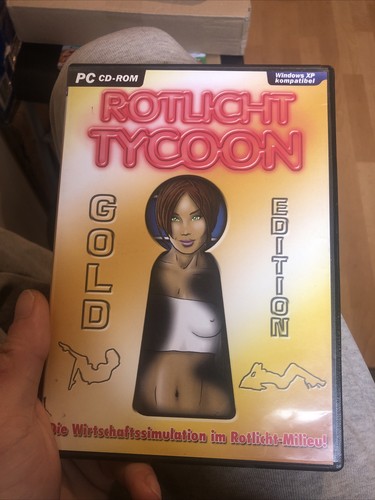 PC CD-ROM
Windows XP
kompatibel
ROTLICHT
TYCOON
GOLD
EDITION
Die Wirtschaftssimulation im Rotlicht-Milieu!